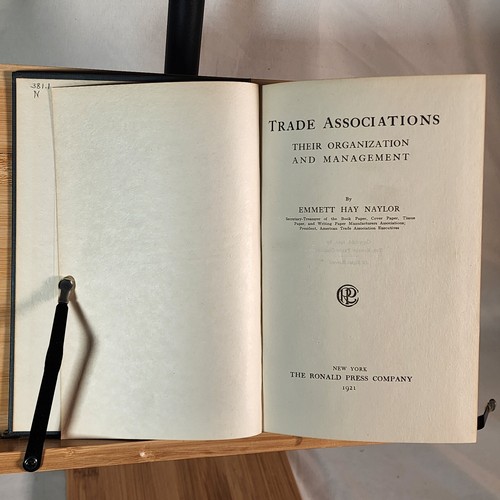 381.1
N
TRADE ASSOCIATIONS
THEIR ORGANIZATION
AND MANAGEMENT
By
EMMETT HAY NAYLOR
Secretary-Treasurer of the Book Paper, Cover Paper, Tissue
Paper, and Writing Paper Manufacturers Associations;
President, American Trade Association Executives
NEW YORK
THE RONALD PRESS COMPANY
1921